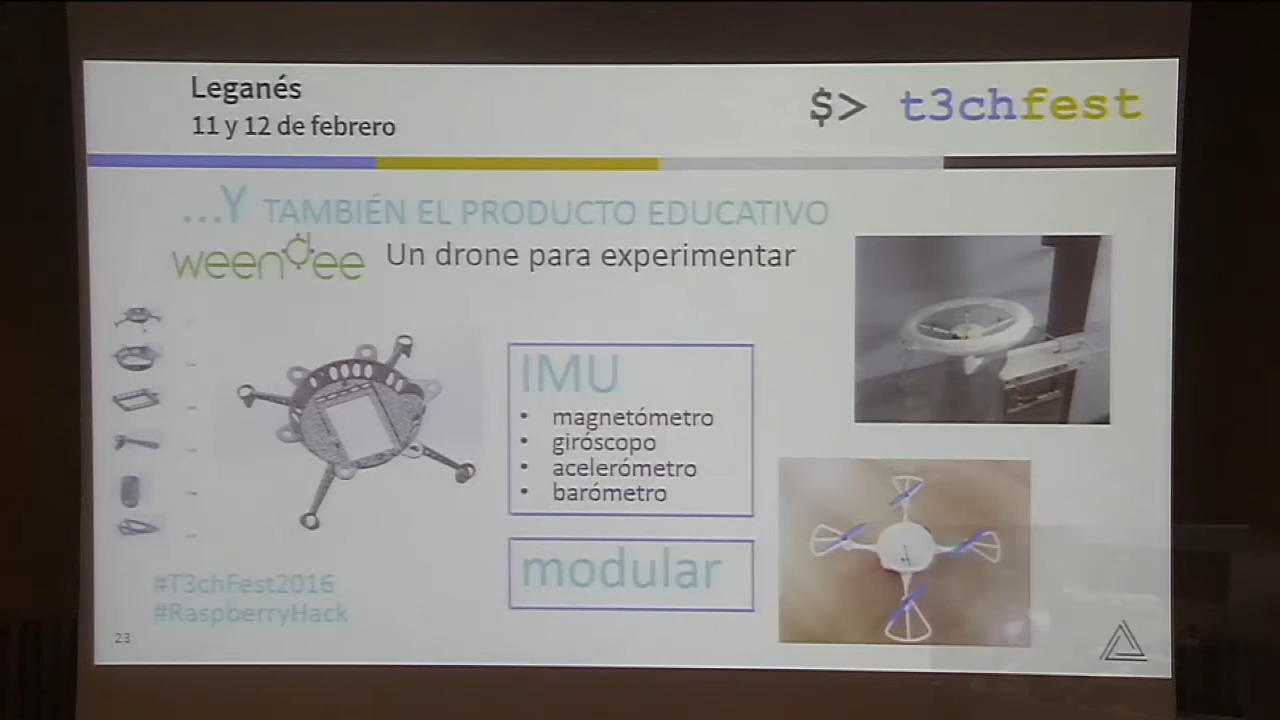 Leganés
11 y 12 de febrero
$> t3chfest
...Y TAMBIÉN EL PRODUCTO EDUCATIVO
weendee Un drone para experimentar
IMU
• magnetómetro
• giróscopo
• acelerómetro
• barómetro
modular
#T3chFest2016
#RaspberryHack
23